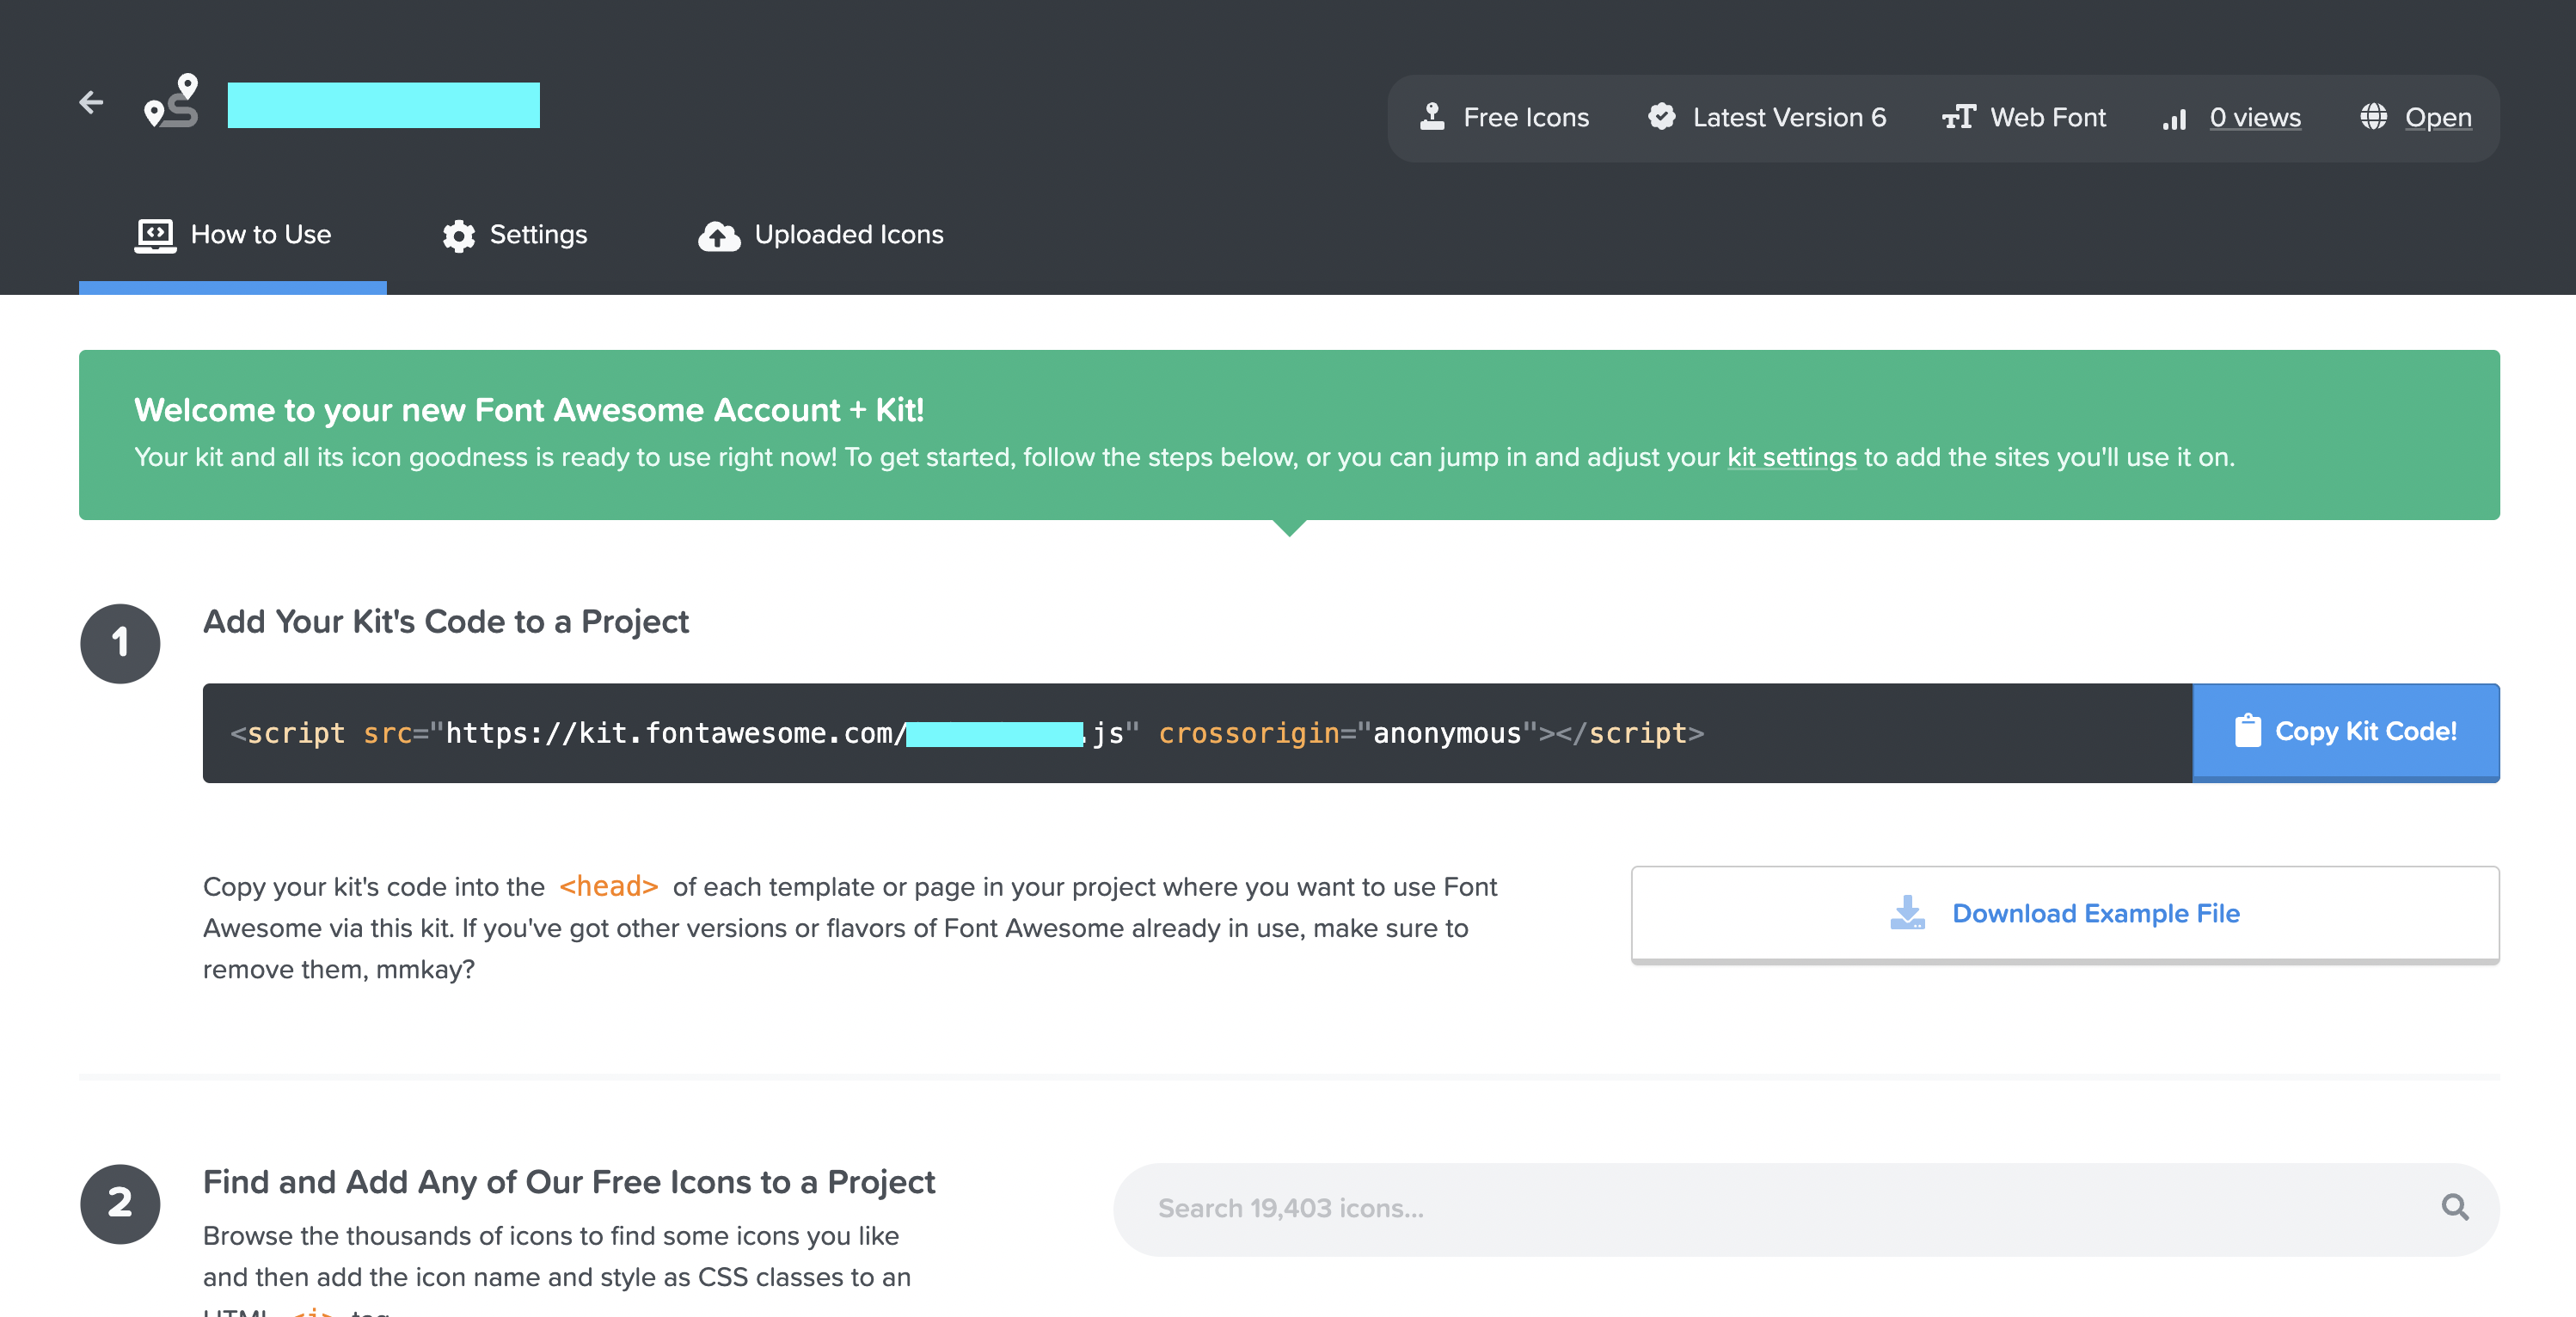 Free Icons Latest Version 6 Web Font 0 views Open
How to Use Settings Uploaded Icons
Welcome to your new Font Awesome Account + Kit!
Your kit and all its icon goodness is ready to use right now! To get started, follow the steps below, or you can jump in and adjust your kit settings to add the sites you'll use it on.
1 Add Your Kit's Code to a Project
<script src="https://kit.fontawesome.com/ .js" crossorigin="anonymous"></script> Copy Kit Code!
Copy your kit's code into the <head> of each template or page in your project where you want to use Font
Awesome via this kit. If you've got other versions or flavors of Font Awesome already in use, make sure to
remove them, mmkay?
Download Example File
2 Find and Add Any of Our Free Icons to a Project
Browse the thousands of icons to find some icons you like
and then add the icon name and style as CSS classes to an
HTML <i> tag
Search 19,403 icons...